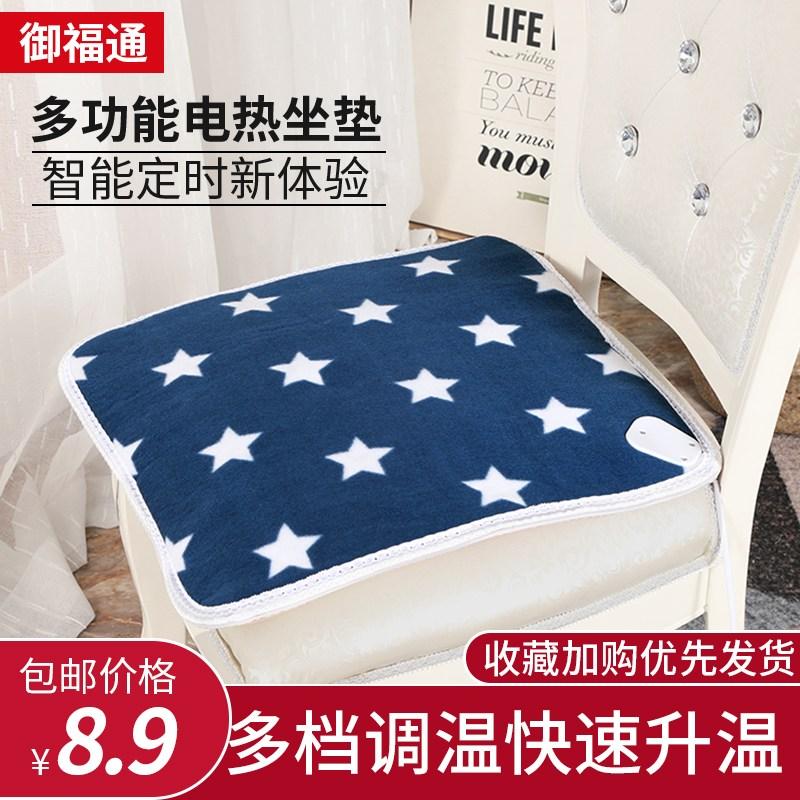 御福通
多功能电热坐垫
智能定时新体验
LIFE
riding
TO KEE
BALA
You mus
mov
收藏加购优先发货
包邮价格
¥8.9
多档调温快速升温